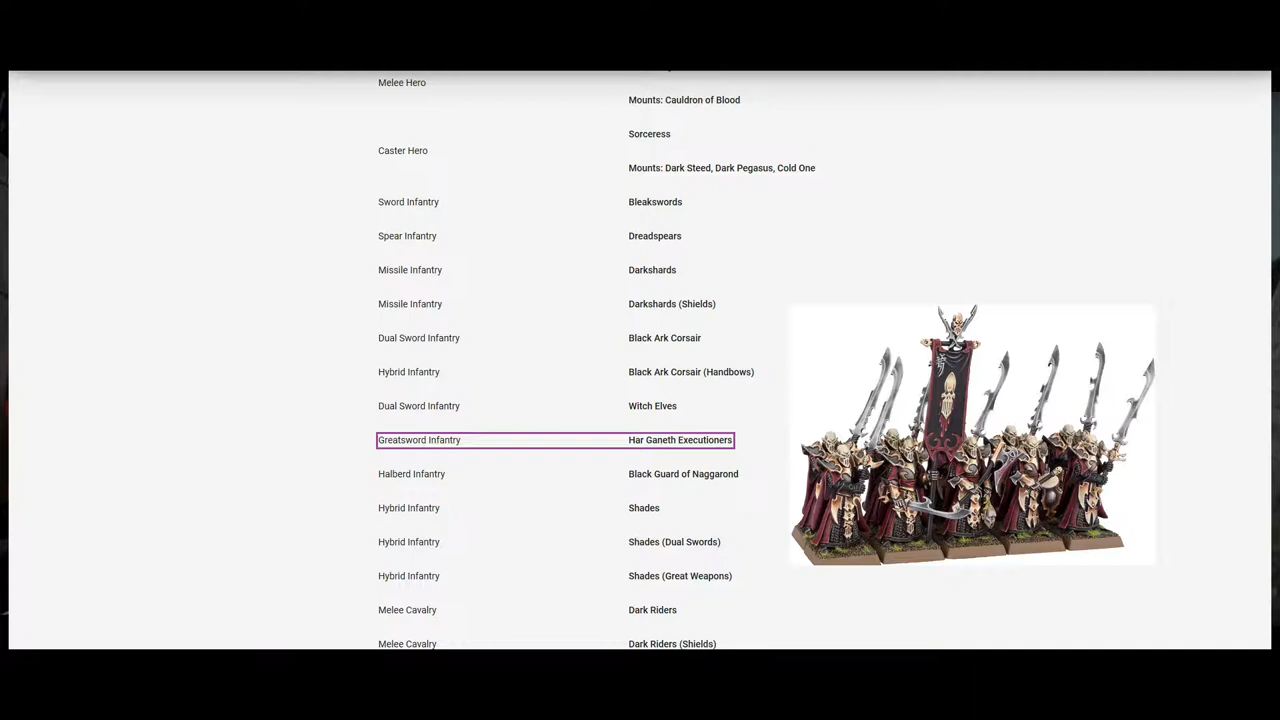 Melee Hero
Mounts: Cauldron of Blood
Sorceress
Caster Hero
Mounts: Dark Steed, Dark Pegasus, Cold One
Sword Infantry Bleakswords
Spear Infantry Dreadspears
Missile Infantry Darkshards
Missile Infantry Darkshards (Shields)
Dual Sword Infantry Black Ark Corsair
Hybrid Infantry Black Ark Corsair (Handbows)
Dual Sword Infantry Witch Elves
Greatsword Infantry Har Ganeth Executioners
Halberd Infantry Black Guard of Naggarond
Hybrid Infantry Shades
Hybrid Infantry Shades (Dual Swords)
Hybrid Infantry Shades (Great Weapons)
Melee Cavalry Dark Riders
Melee Cavalry Dark Riders (Shields)